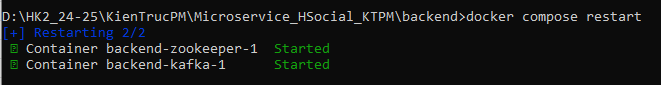 D:\HK2_24-25\KienTrucPM\Microservice_HSocial_KTPM\backend>docker compose restart
[+] Restarting 2/2
Container backend-zookeeper-1 Started
Container backend-kafka-1 Started